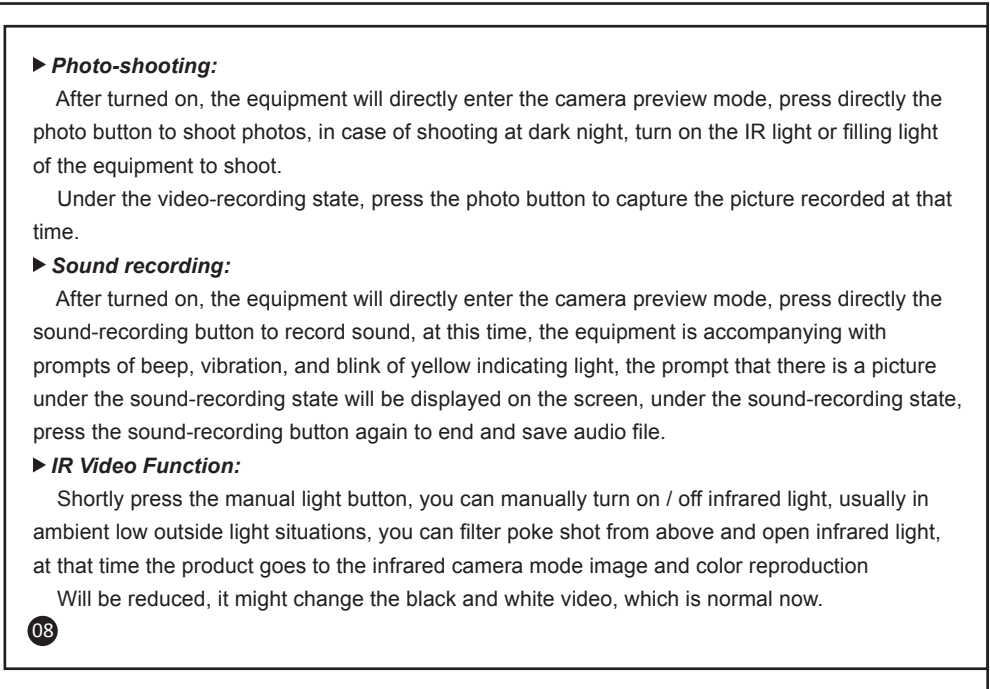 ▶ Photo-shooting:
After turned on, the equipment will directly enter the camera preview mode, press directly the
photo button to shoot photos, in case of shooting at dark night, turn on the IR light or filling light
of the equipment to shoot.
Under the video-recording state, press the photo button to capture the picture recorded at that
time.
▶ Sound recording:
After turned on, the equipment will directly enter the camera preview mode, press directly the
sound-recording button to record sound, at this time, the equipment is accompanying with
prompts of beep, vibration, and blink of yellow indicating light, the prompt that there is a picture
under the sound-recording state will be displayed on the screen, under the sound-recording state,
press the sound-recording button again to end and save audio file.
▶ IR Video Function:
Shortly press the manual light button, you can manually turn on / off infrared light, usually in
ambient low outside light situations, you can filter poke shot from above and open infrared light,
at that time the product goes to the infrared camera mode image and color reproduction
Will be reduced, it might change the black and white video, which is normal now.
08